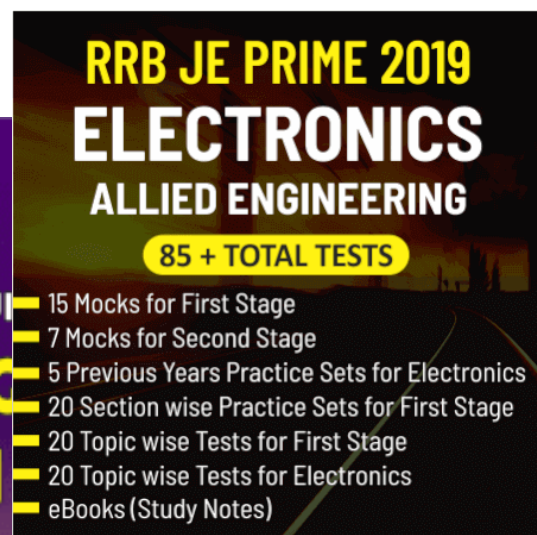 RRB JE PRIME 2019
ELECTRONICS
ALLIED ENGINEERING
85 + TOTAL TESTS
15 Mocks for First Stage
7 Mocks for Second Stage
5 Previous Years Practice Sets for Electronics
20 Section wise Practice Sets for First Stage
20 Topic wise Tests for First Stage
20 Topic wise Tests for Electronics
eBooks (Study Notes)